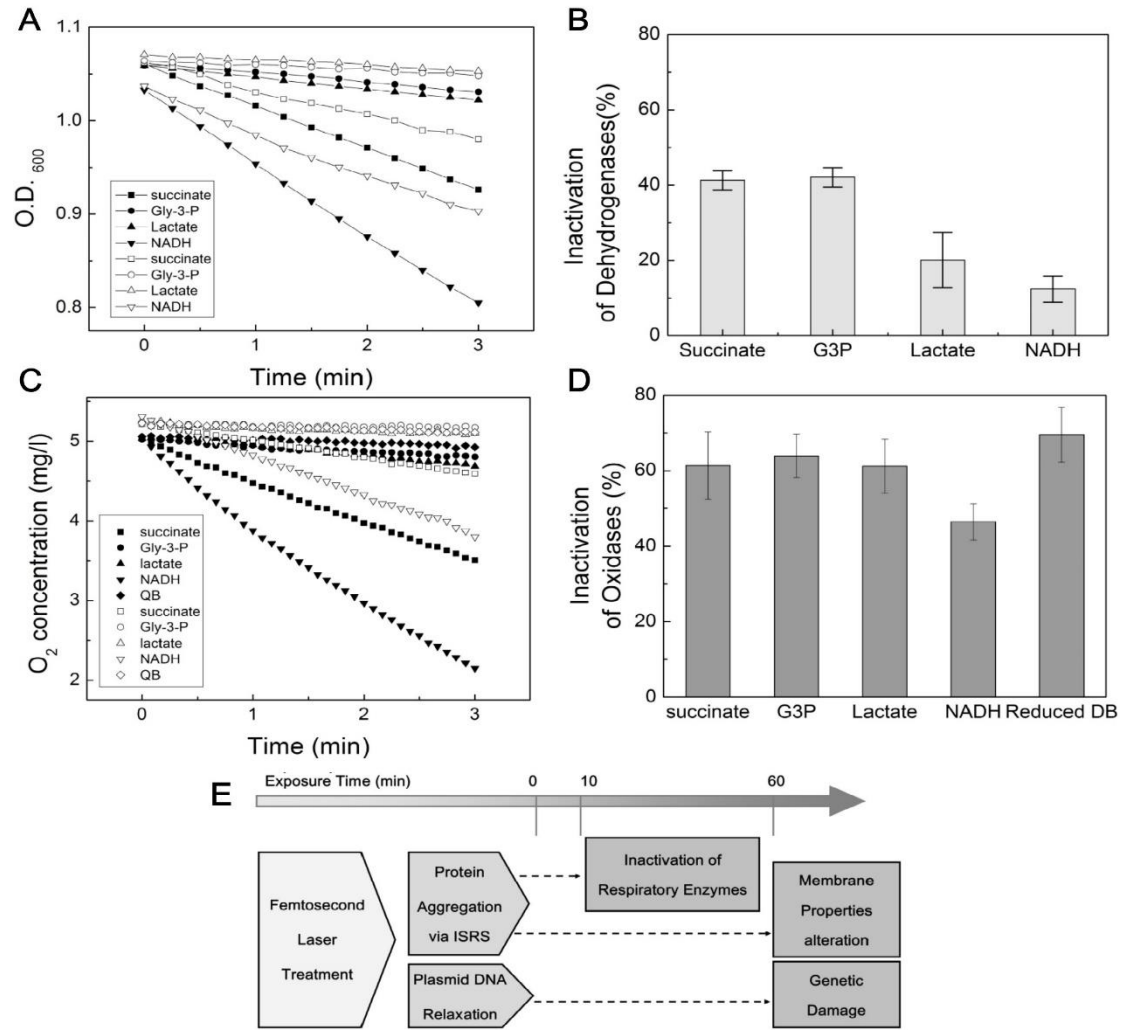 A
1.1
1.0
0.9
0.8
O.D. 600
succinate
Gly-3-P
Lactate
NADH
succinate
Gly-3-P
Lactate
NADH
0
1
2
3
Time (min)
B
80
60
40
20
0
Inactivation
of Dehydrogenases(%)
Succinate
G3P
Lactate
NADH
C
5
4
3
2
O2 concentration (mg/l)
succinate
Gly-3-P
lactate
NADH
QB
succinate
Gly-3-P
lactate
NADH
QB
0
1
2
3
Time (min)
D
80
60
40
20
0
Inactivation
of Oxidases (%)
succinate
G3P
Lactate
NADH
Reduced DB
E
Exposure Time (min)
0
10
60
Femtosecond
Laser
Treatment
Protein
Aggregation
via ISRS
Plasmid DNA
Relaxation
Inactivation of
Respiratory Enzymes
Membrane
Properties
alteration
Genetic
Damage